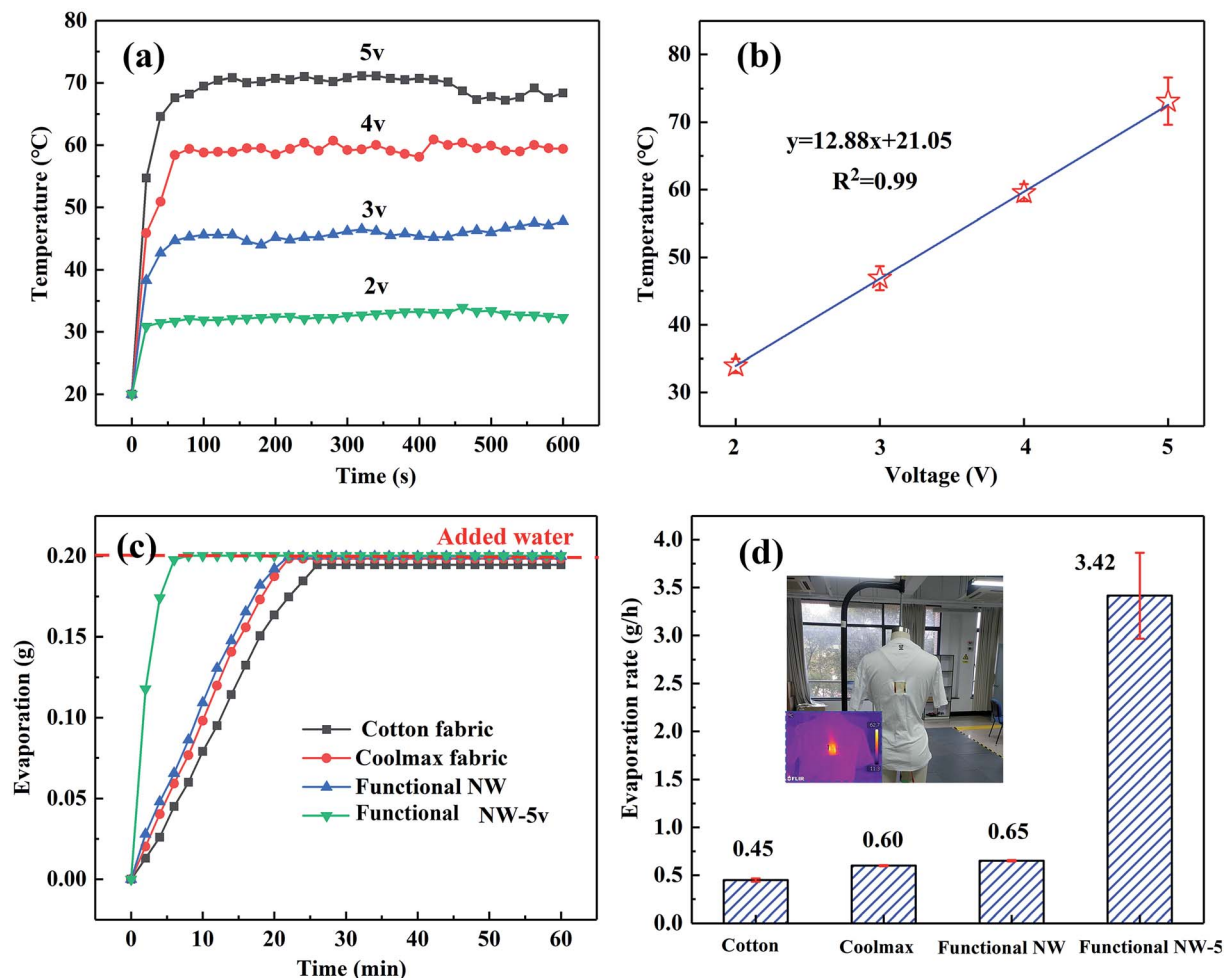 (a)
5v
4v
3v
2v
80
70
60
50
40
30
20
0
100
200
300
400
500
600
Temperature (°C)
Time (s)
(b)
y=12.88x+21.05
R²=0.99
80
70
60
50
40
30
2
3
4
5
Temperature (°C)
Voltage (V)
(c)
Added water
Cotton fabric
Coolmax fabric
Functional NW
Functional NW-5v
0.20
0.15
0.10
0.05
0.00
0
10
20
30
40
50
60
Evaporation (g)
Time (min)
(d)
3.42
0.45
0.60
0.65
4.0
3.5
3.0
2.5
2.0
1.5
1.0
0.5
0.0
Evaporation rate (g/h)
FLIR
Cotton
Coolmax
Functional NW
Functional NW-5